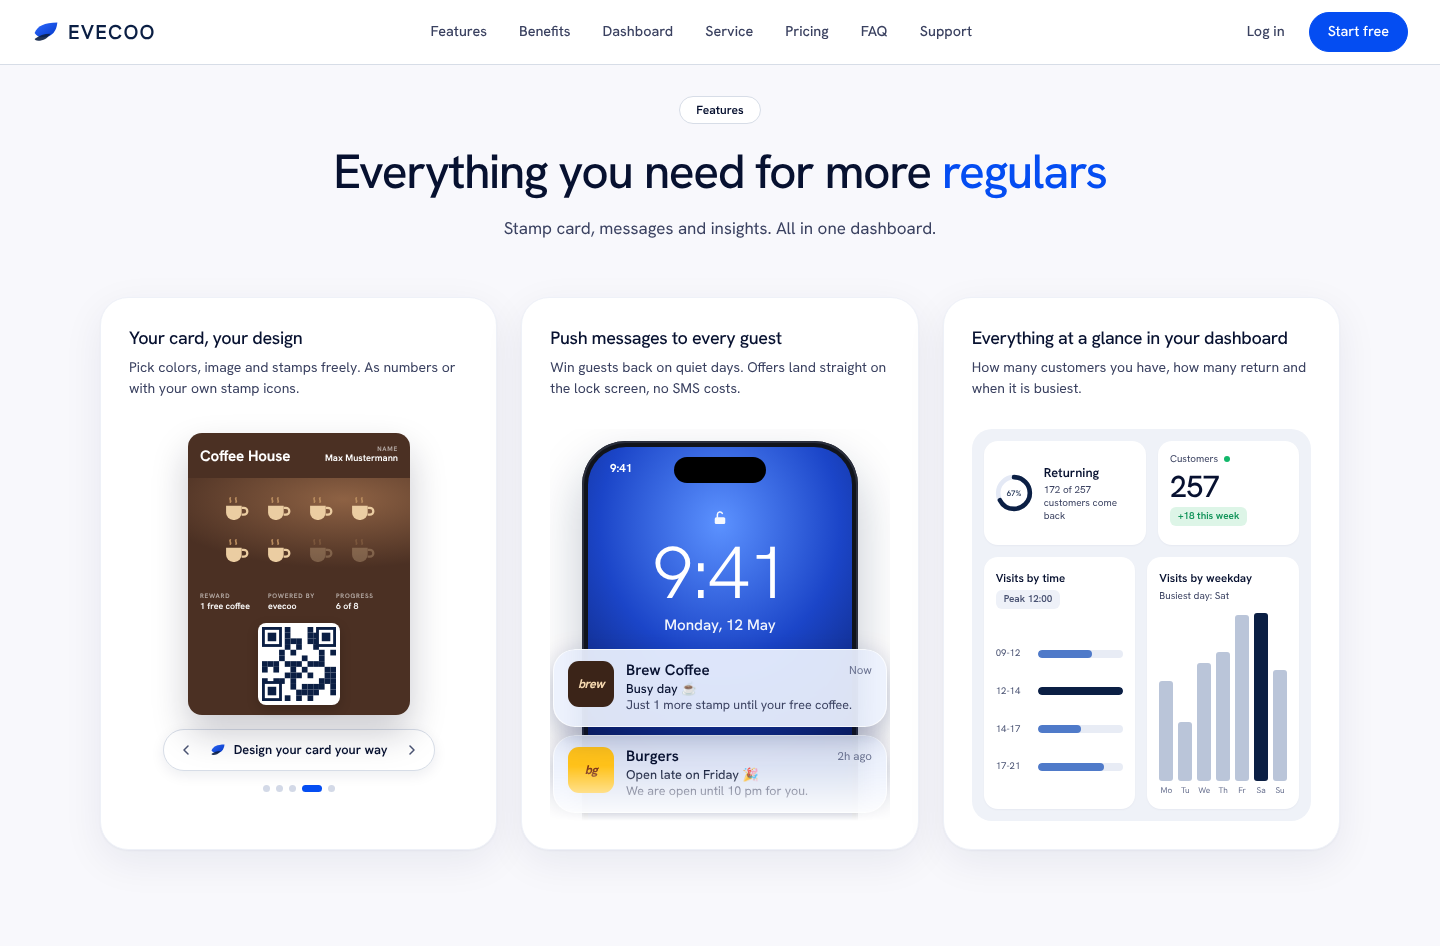 EVECOO
Features
Benefits
Dashboard
Service
Pricing
FAQ
Support
Log in
Start free
Features
Everything you need for more regulars
Stamp card, messages and insights. All in one dashboard.
Your card, your design
Pick colors, image and stamps freely. As numbers or
with your own stamp icons.
Coffee House
NAME
Max Mustermann
REWARD
1 free coffee
POWERED BY
evecoo
PROGRESS
6 of 8
Design your card your way
Push messages to every guest
Win guests back on quiet days. Offers land straight on
the lock screen, no SMS costs.
9:41
9:41
Monday, 12 May
brew
Brew Coffee
Now
Busy day ☕
Just 1 more stamp until your free coffee.
bg
Burgers
2h ago
Open late on Friday 🎉
We are open until 10 pm for you.
Everything at a glance in your dashboard
How many customers you have, how many return and
when it is busiest.
67%
Returning
172 of 257
customers come
back
Customers
257
+18 this week
Visits by time
Peak 12:00
09-12
12-14
14-17
17-21
Visits by weekday
Busiest day: Sat
Mo Tu We Th Fr Sa Su